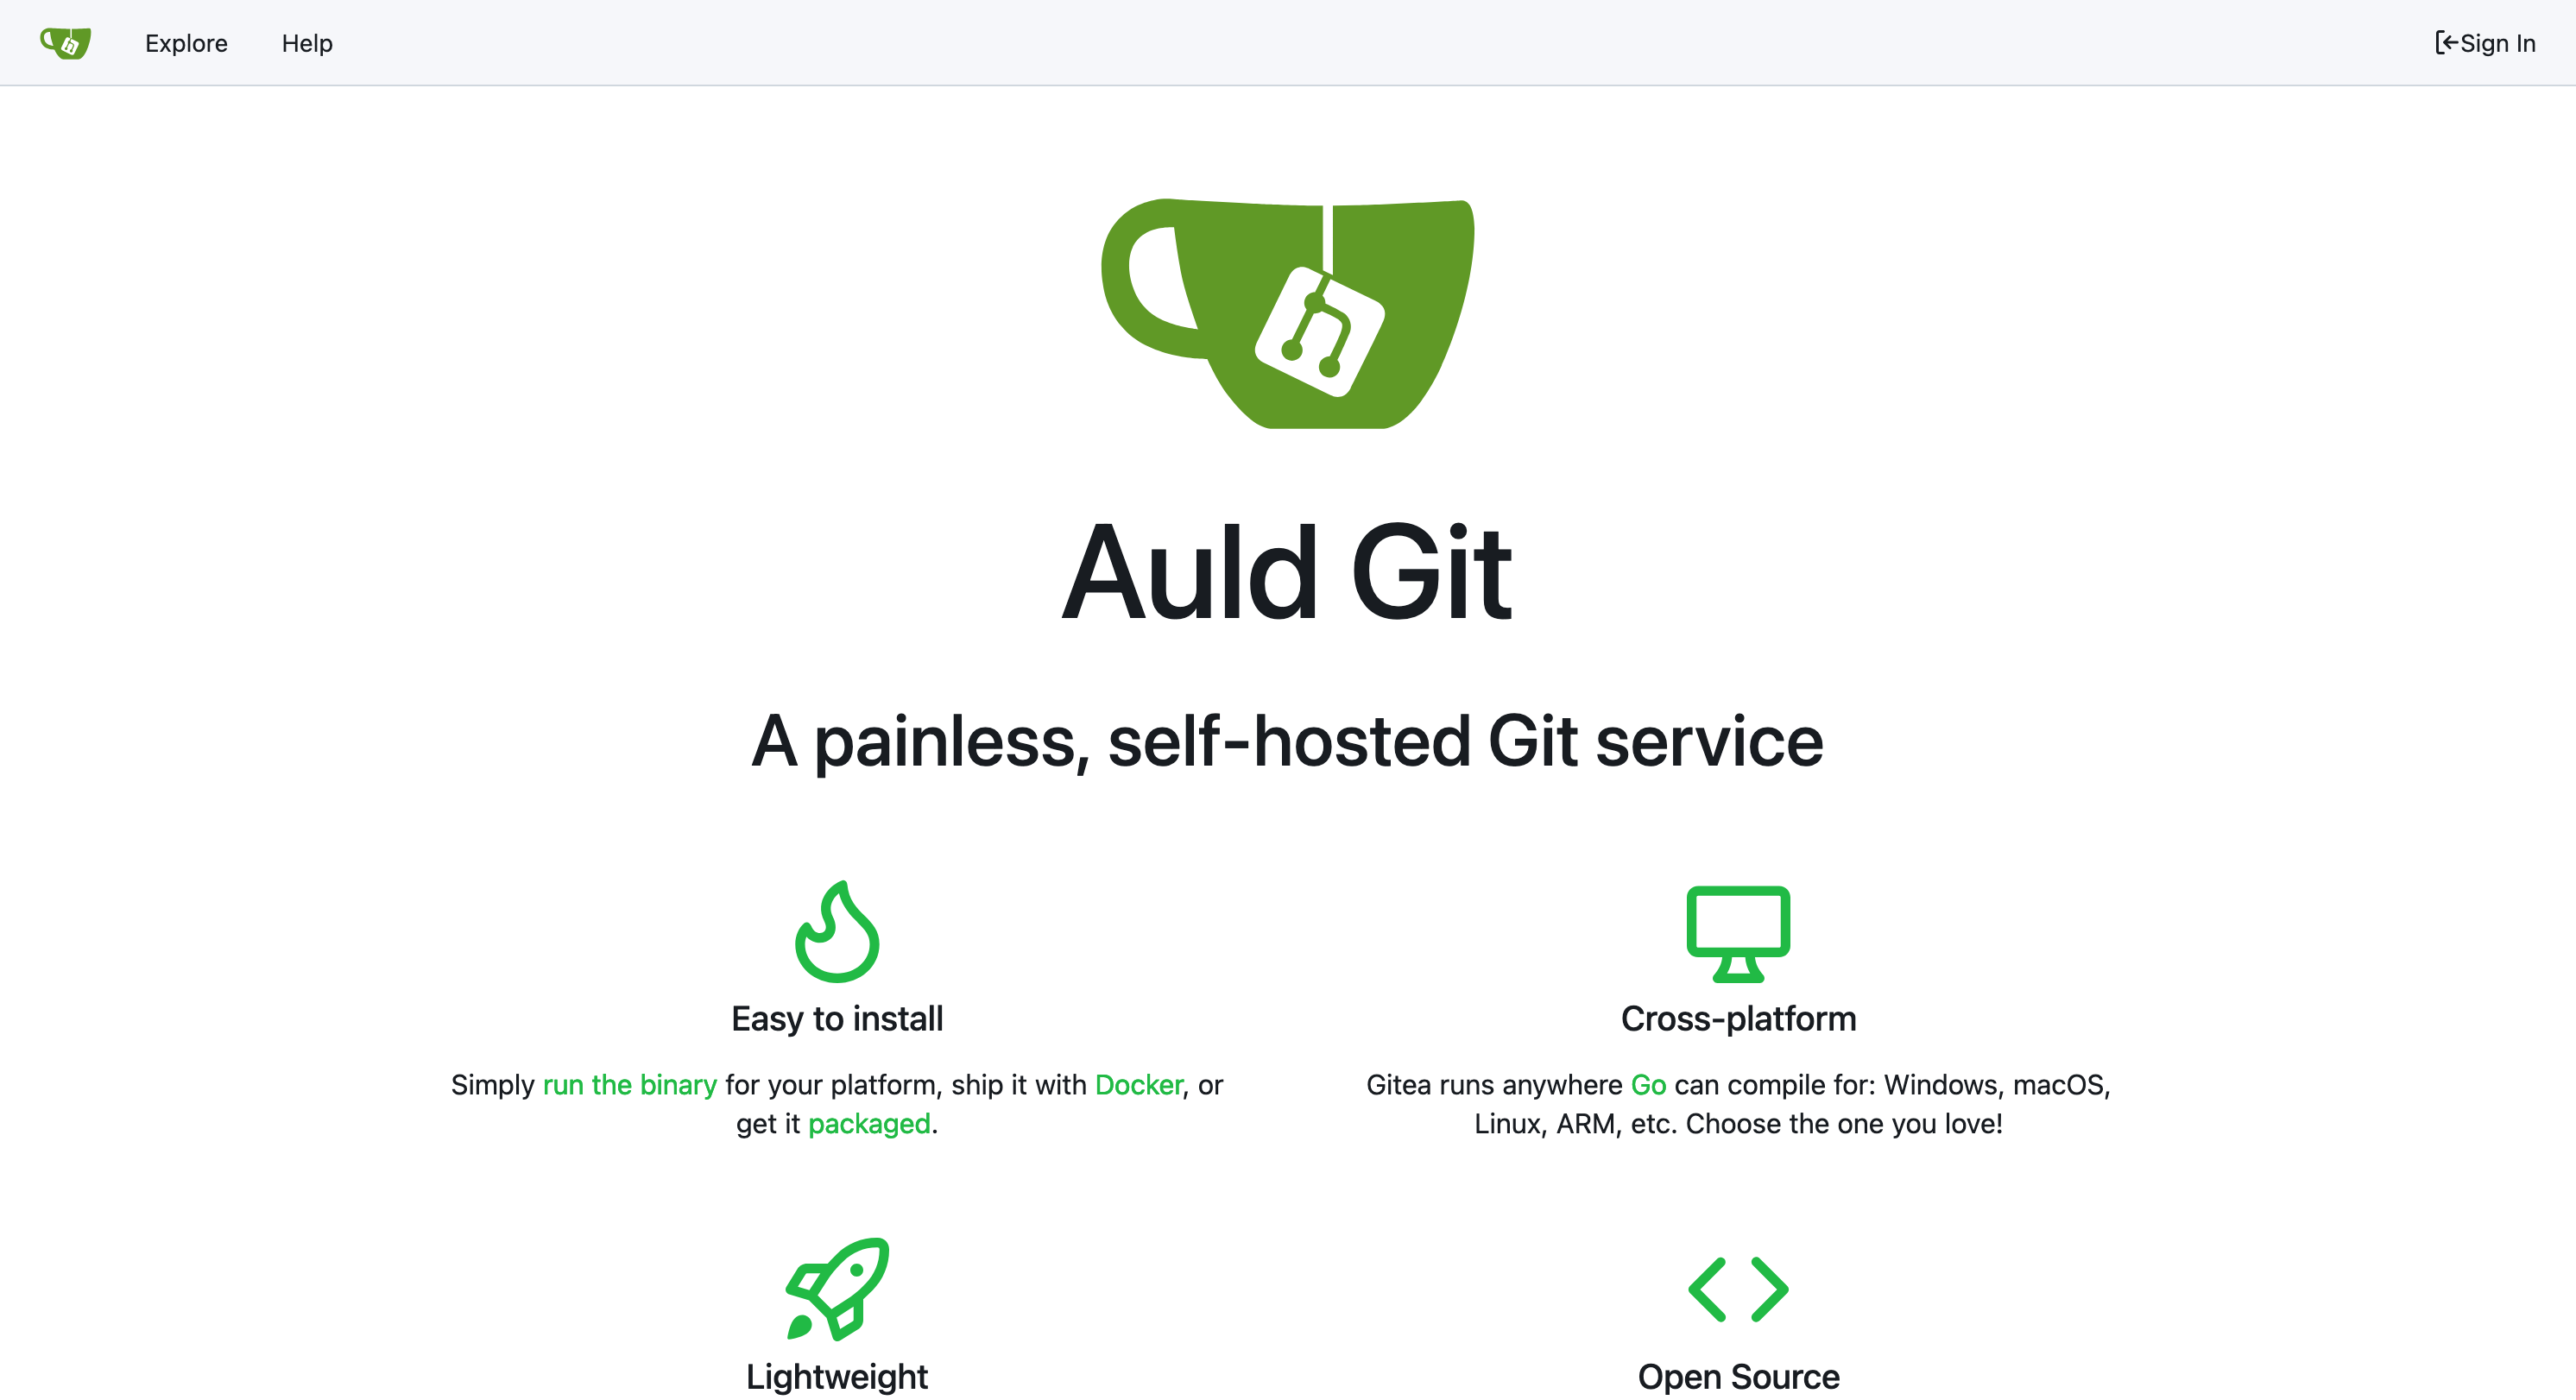 Explore
Help
Sign In
Auld Git
A painless, self-hosted Git service
Easy to install
Simply run the binary for your platform, ship it with Docker, or
get it packaged.
Cross-platform
Gitea runs anywhere Go can compile for: Windows, macOS,
Linux, ARM, etc. Choose the one you love!
Lightweight
Open Source